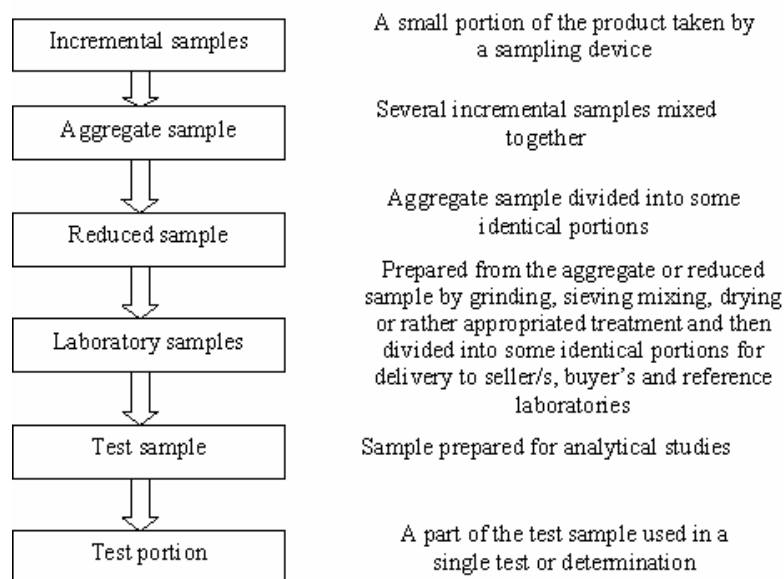 Incremental samples
A small portion of the product taken by
a sampling device
Aggregate sample
Several incremental samples mixed
together
Reduced sample
Aggregate sample divided into some
identical portions
Laboratory samples
Prepared from the aggregate or reduced
sample by grinding, sieving mixing, drying
or rather appropriated treatment and then
divided into some identical portions for
delivery to seller/s, buyer's and reference
laboratories
Test sample
Sample prepared for analytical studies
Test portion
A part of the test sample used in a
single test or determination